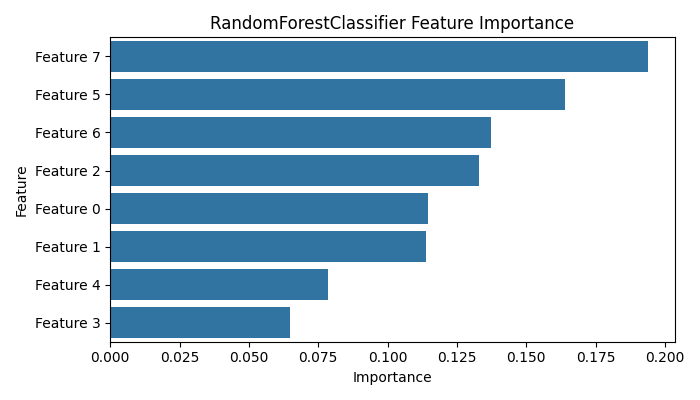 RandomForestClassifier Feature Importance
Feature 7
Feature 5
Feature 6
Feature 2
Feature 0
Feature 1
Feature 4
Feature 3
Feature
0.000 0.025 0.050 0.075 0.100 0.125 0.150 0.175 0.200
Importance